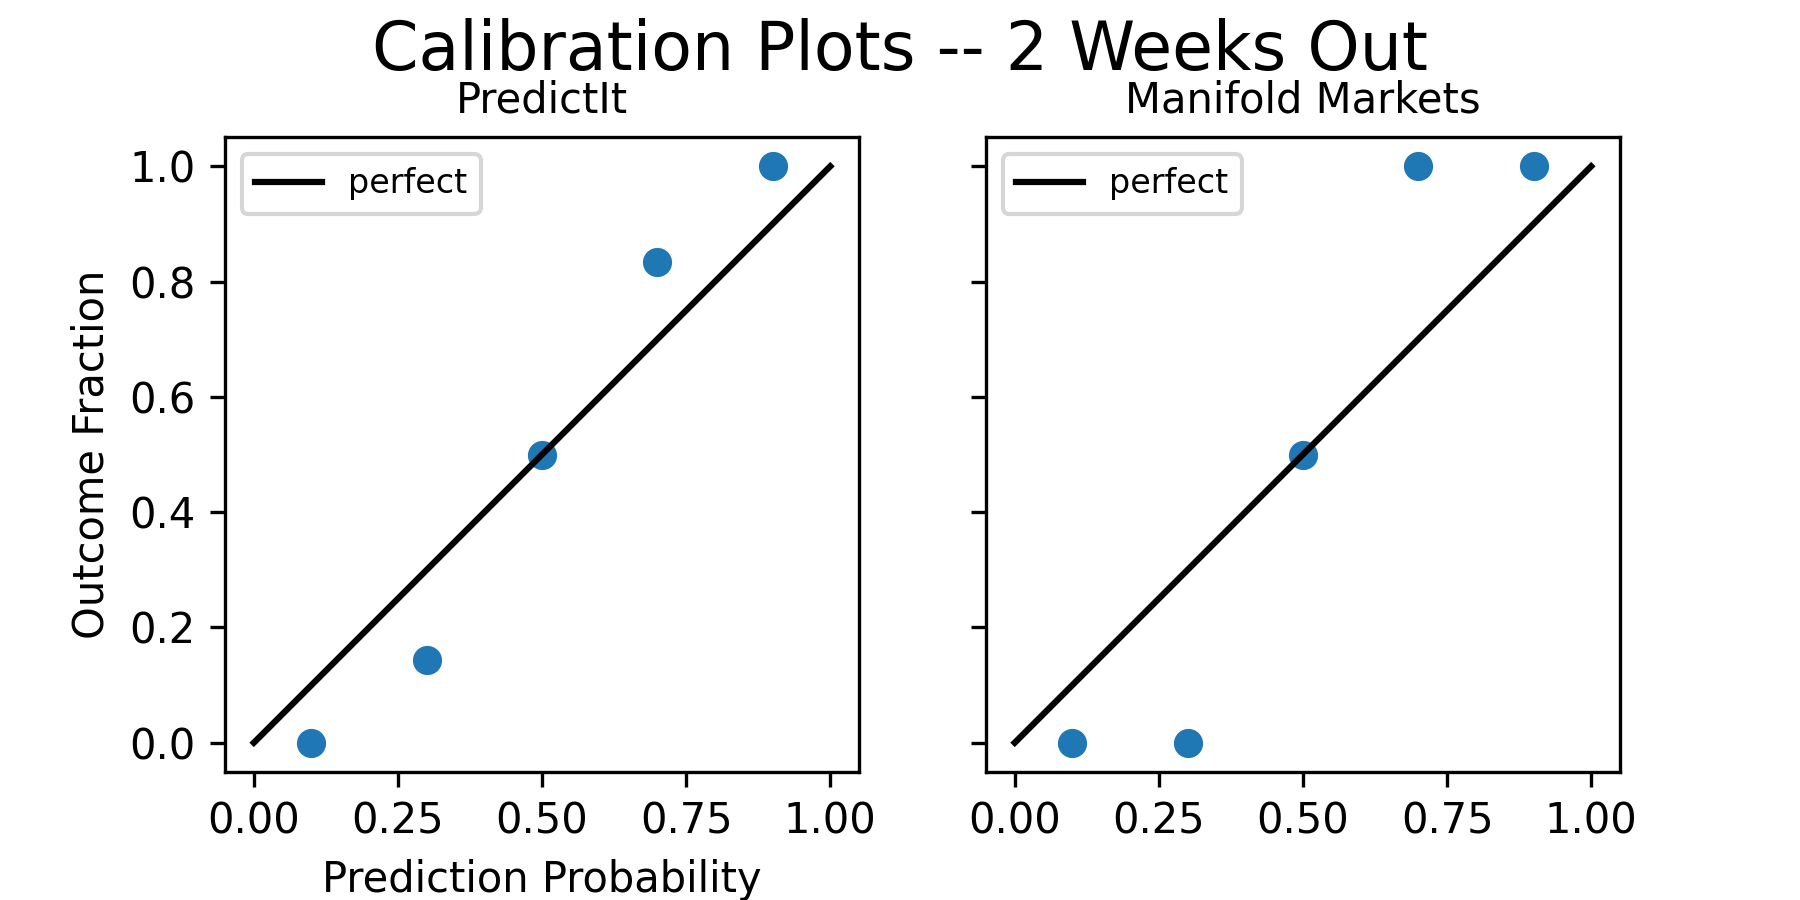 Calibration Plots -- 2 Weeks Out
PredictIt
perfect
1.0
0.8
0.6
0.4
0.2
0.0
Outcome Fraction
0.00 0.25 0.50 0.75 1.00
Prediction Probability
Manifold Markets
perfect
0.00 0.25 0.50 0.75 1.00